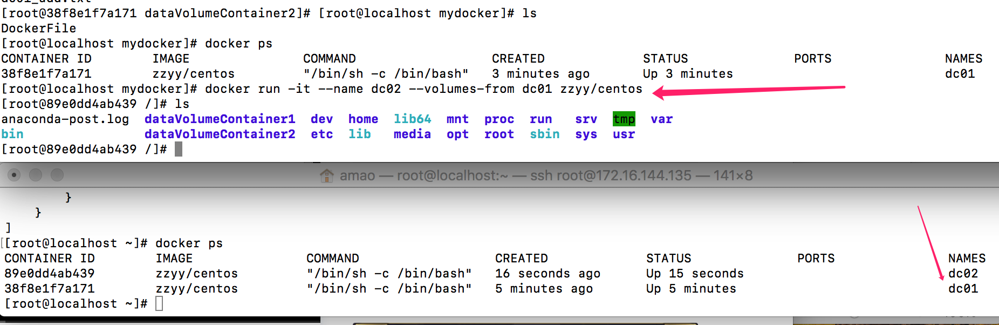 dc01_add.txt
[root@38f8e1f7a171 dataVolumeContainer2]# [root@localhost mydocker]# ls
DockerFile
[root@localhost mydocker]# docker ps
CONTAINER ID        IMAGE               COMMAND                  CREATED             STATUS              PORTS               NAMES
38f8e1f7a171        zzyy/centos         "/bin/sh -c /bin/bash"   3 minutes ago       Up 3 minutes                            dc01
[root@localhost mydocker]# docker run -it --name dc02 --volumes-from dc01 zzyy/centos
[root@89e0dd4ab439 /]# ls
anaconda-post.log  dataVolumeContainer1  dev  home  lib64  mnt  proc  run   srv  tmp  var
bin                dataVolumeContainer2  etc  lib   media  opt  root  sbin  sys  usr
[root@89e0dd4ab439 /]#
amao — root@localhost:~ — ssh root@172.16.144.135 — 141×8
        }
    }
]
[[root@localhost ~]# docker ps
CONTAINER ID        IMAGE               COMMAND                  CREATED             STATUS              PORTS               NAMES
89e0dd4ab439        zzyy/centos         "/bin/sh -c /bin/bash"   16 seconds ago      Up 15 seconds                           dc02
38f8e1f7a171        zzyy/centos         "/bin/sh -c /bin/bash"   5 minutes ago       Up 5 minutes                            dc01
[root@localhost ~]#